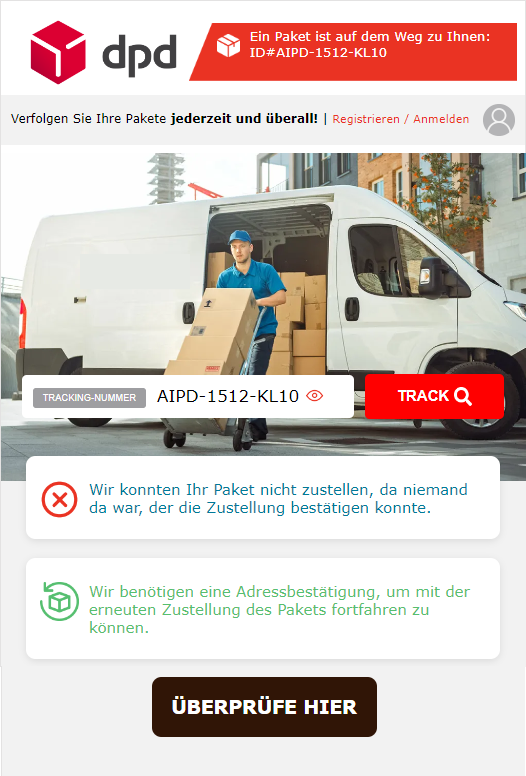 dpd
Ein Paket ist auf dem Weg zu Ihnen:
ID#AIPD-1512-KL10
Verfolgen Sie Ihre Pakete jederzeit und überall! | Registrieren / Anmelden
TRACKING-NUMMER AIPD-1512-KL10
TRACK
Wir konnten Ihr Paket nicht zustellen, da niemand
da war, der die Zustellung bestätigen konnte.
Wir benötigen eine Adressbestätigung, um mit der
erneuten Zustellung des Pakets fortfahren zu
können.
ÜBERPRÜFE HIER